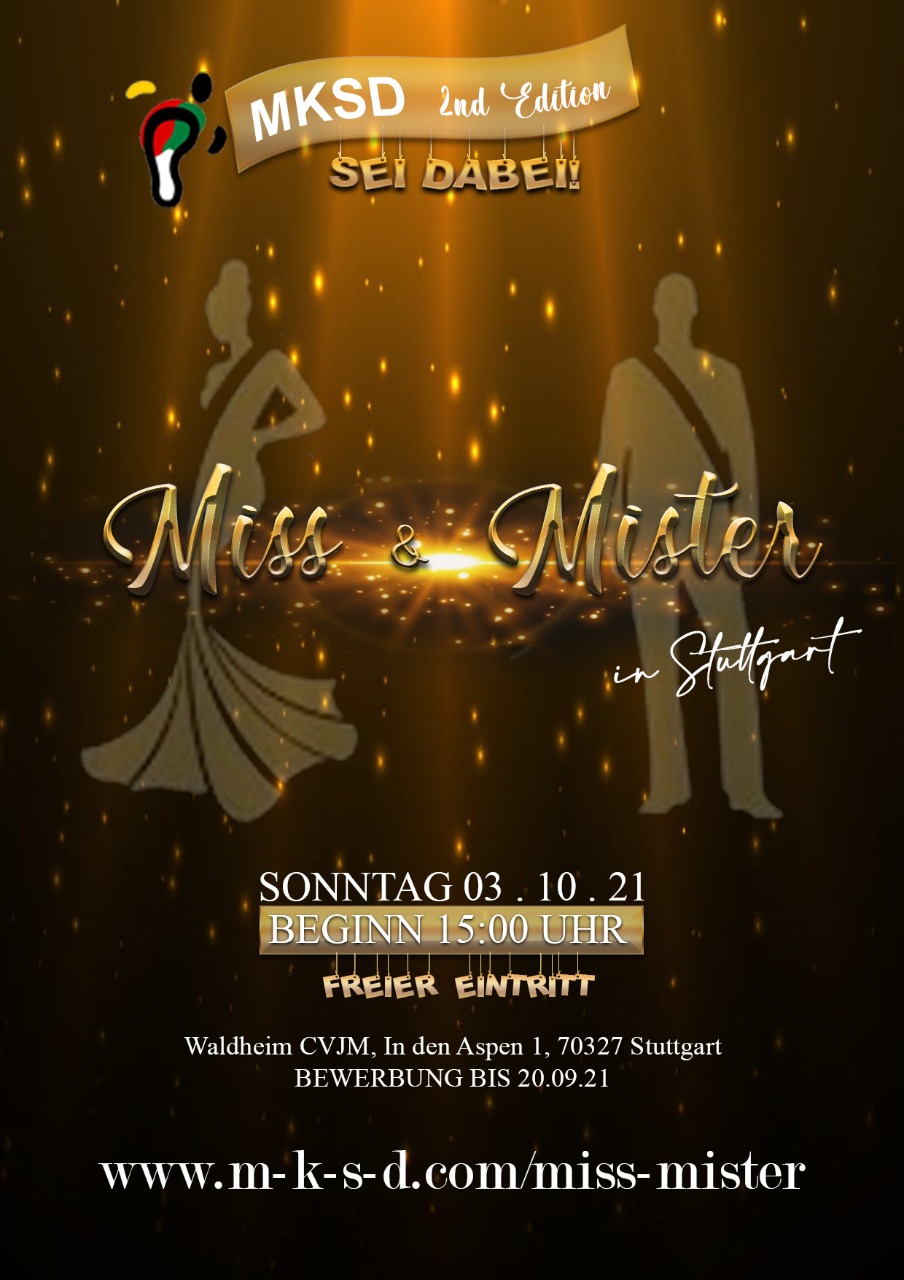 MKSD 2nd Edition
SEI DABEI!
Miss & Mister
in Stuttgart
SONNTAG 03 . 10 . 21
BEGINN 15:00 UHR
FREIER EINTRITT
Waldheim CVJM, In den Aspen 1, 70327 Stuttgart
BEWERBUNG BIS 20.09.21
www.m-k-s-d.com/miss-mister